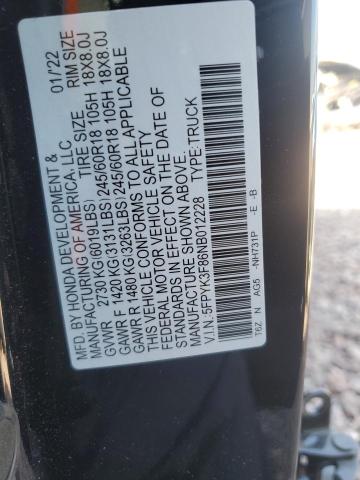 MFD. BY HONDA DEVELOPMENT & 01/22
MANUFACTURING OF AMERICA, LLC
TIRE SIZE RIM SIZE
GVWR 2730 KG(6019LBS)
GAWR F 1420 KG(3131LBS)245/60R18 105H 18X8.0J
GAWR R 1480 KG(3263LBS)245/60R18 105H 18X8.0J
THIS VEHICLE CONFORMS TO ALL APPLICABLE
FEDERAL MOTOR VEHICLE SAFETY
STANDARDS IN EFFECT ON THE DATE OF
MANUFACTURE SHOWN ABOVE.
V.I.N.:5FPYK3F86NB012228 TYPE:TRUCK
T6Z N AG5 -NH731P -E -B